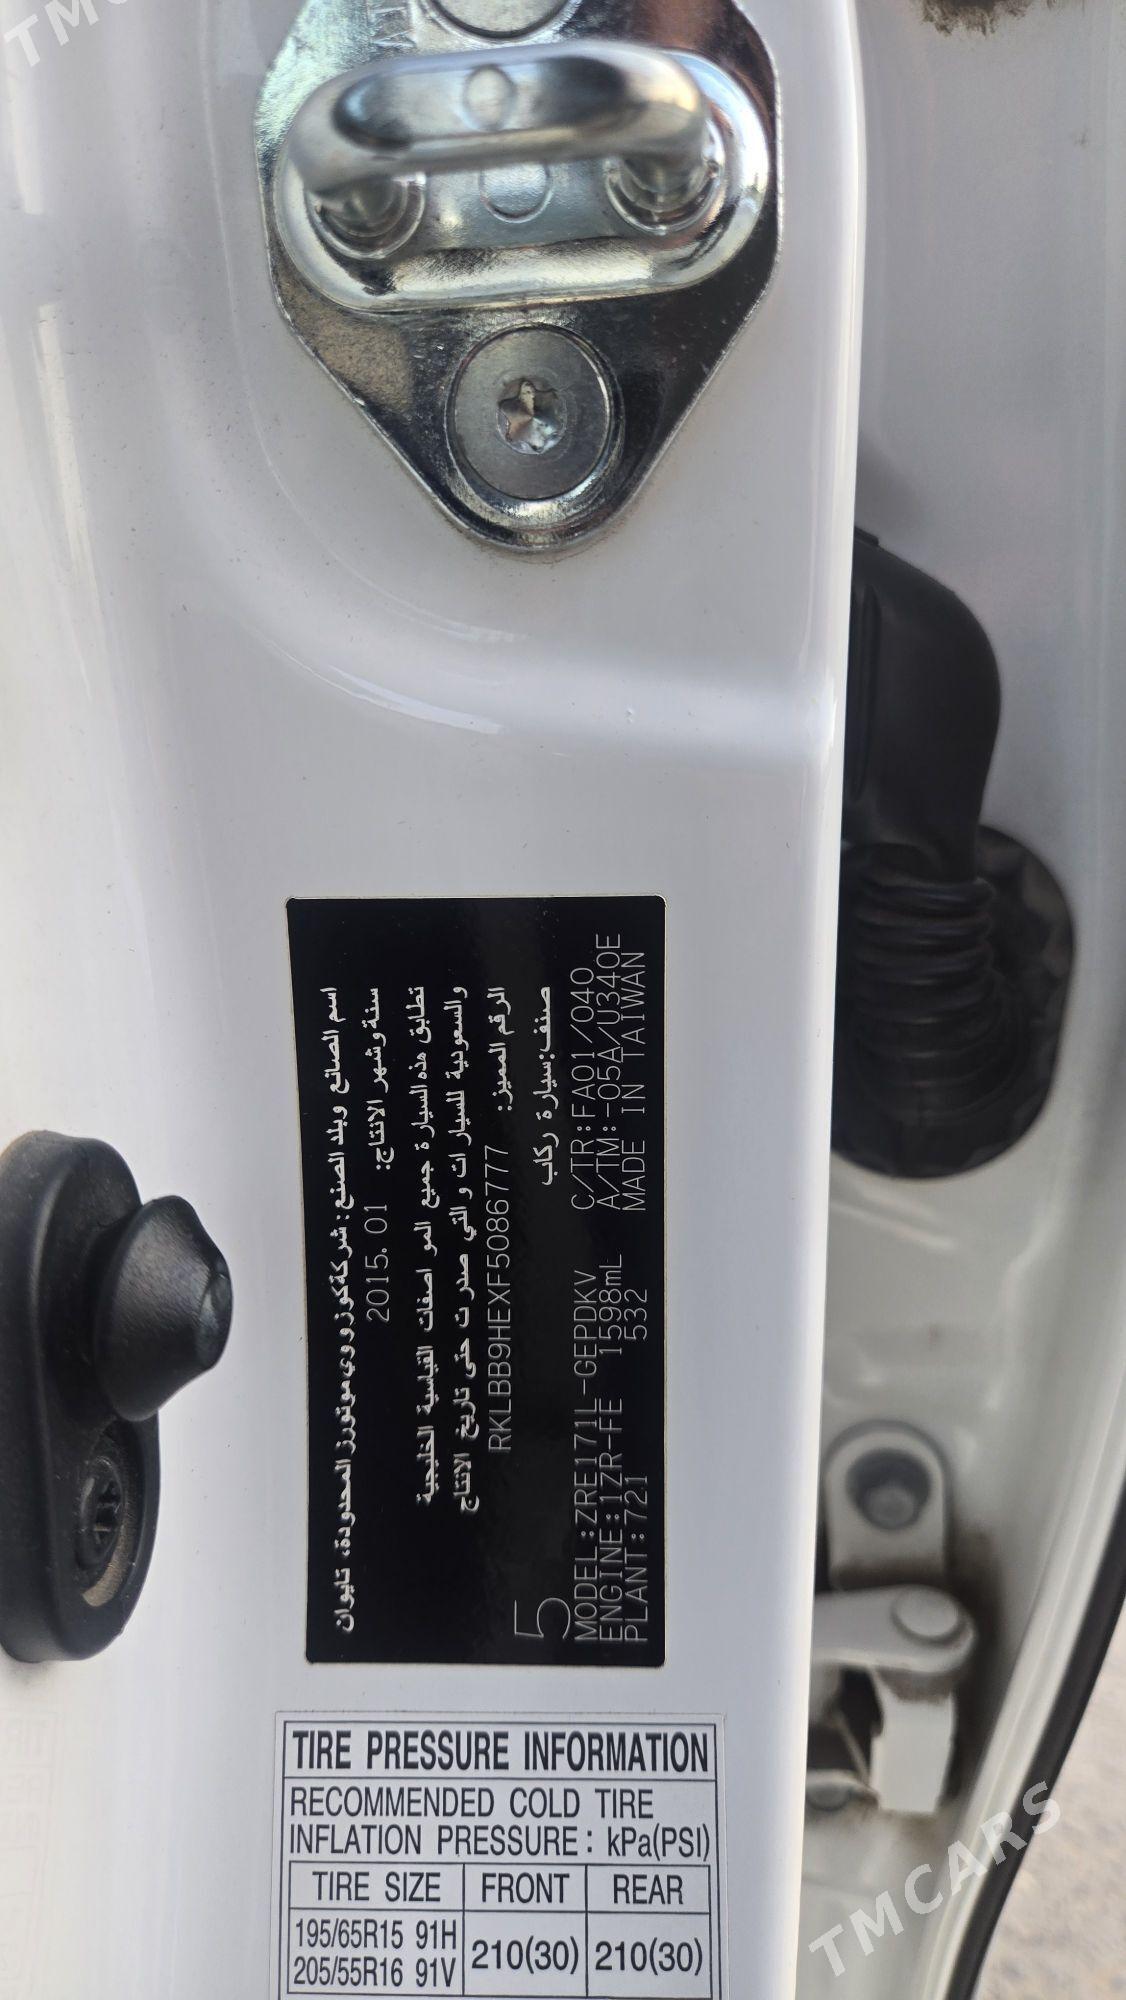 TMCARS
اسم الصانع وبلد الصنع: شركة كوزووي موتورز المحدودة، تايوان
سنة وشهر الانتاج: 2015.01
تطابق هذه السيارة جميع المواصفات القياسية الخليجية
والسعودية للسيارات والتي صدرت حتى تاريخ الانتاج
الرقم المميز: RKLBB9HEXF5086777
صنف: سيارة ركاب
5
MODEL:ZRE171L-GEPDKV C/TR:FA01/040
ENGINE:1ZR-FE 1598mL A/TM:-05A/U340E
PLANT:721 532 MADE IN TAIWAN
TIRE PRESSURE INFORMATION
RECOMMENDED COLD TIRE
INFLATION PRESSURE : kPa(PSI)
TIRE SIZE FRONT REAR
195/65R15 91H
205/55R16 91V
210(30) 210(30)
TMCARS